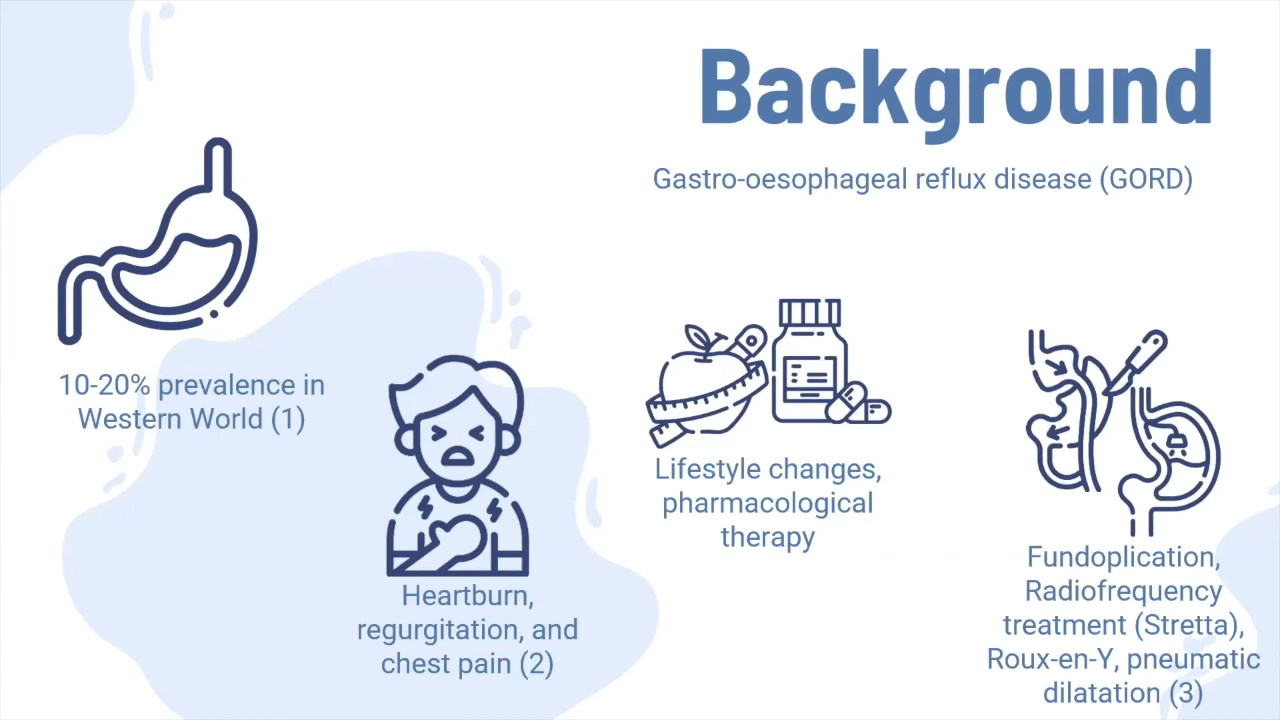 Background
Gastro-oesophageal reflux disease (GORD)
10-20% prevalence in
Western World (1)
Heartburn,
regurgitation, and
chest pain (2)
Lifestyle changes,
pharmacological
therapy
Fundoplication,
Radiofrequency
treatment (Stretta),
Roux-en-Y, pneumatic
dilatation (3)